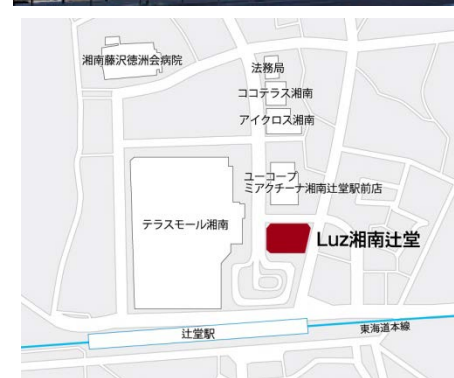 湘南藤沢徳洲会病院
法務局
ココテラス湘南
アイクロス湘南
ユーコープ
ミアクチーナ湘南辻堂駅前店
テラスモール湘南
Luz湘南辻堂
辻堂駅
東海道本線